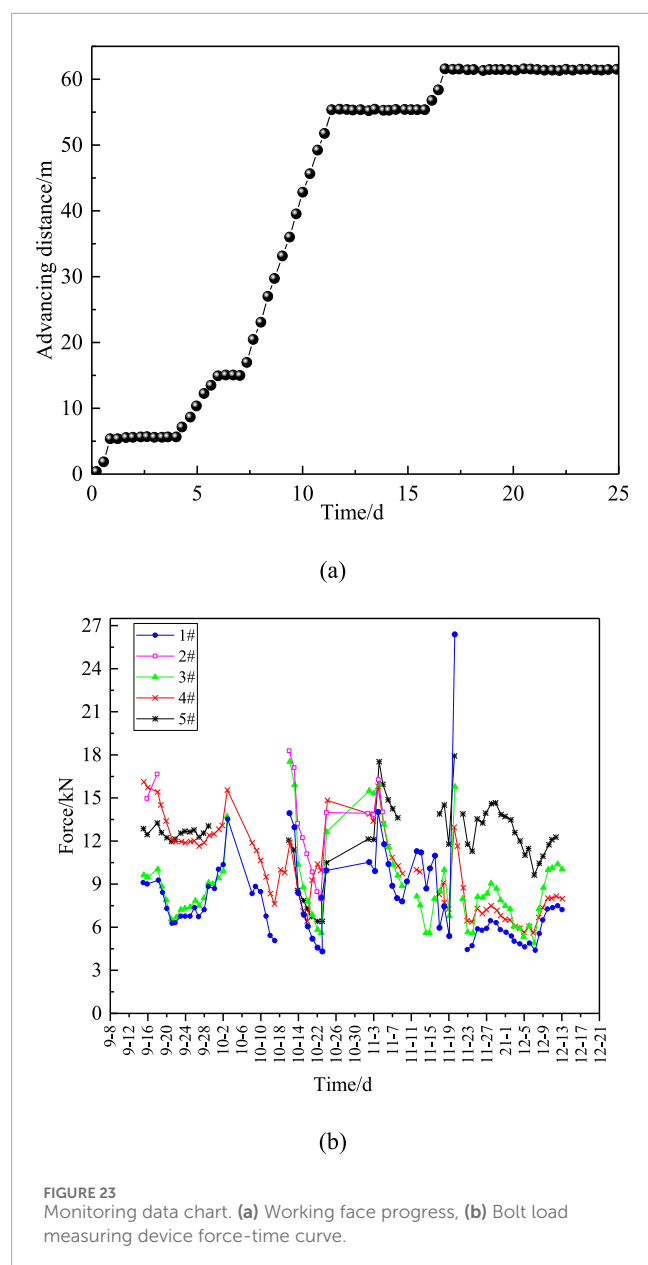 60
50
40
30
20
10
0
Advancing distance/m
0 5 10 15 20 25
Time/d
(a)
27
24
21
18
15
12
9
6
3
0
Force/kN
1#
2#
3#
4#
5#
9-8 9-12 9-16 9-20 9-24 9-28 10-2 10-6 10-10 10-14 10-18 10-22 10-26 10-30 11-3 11-7 11-11 11-15 11-19 11-23 11-27 21-1 12-5 12-9 12-13 12-17 12-21
Time/d
(b)
FIGURE 23
Monitoring data chart. (a) Working face progress, (b) Bolt load
measuring device force-time curve.